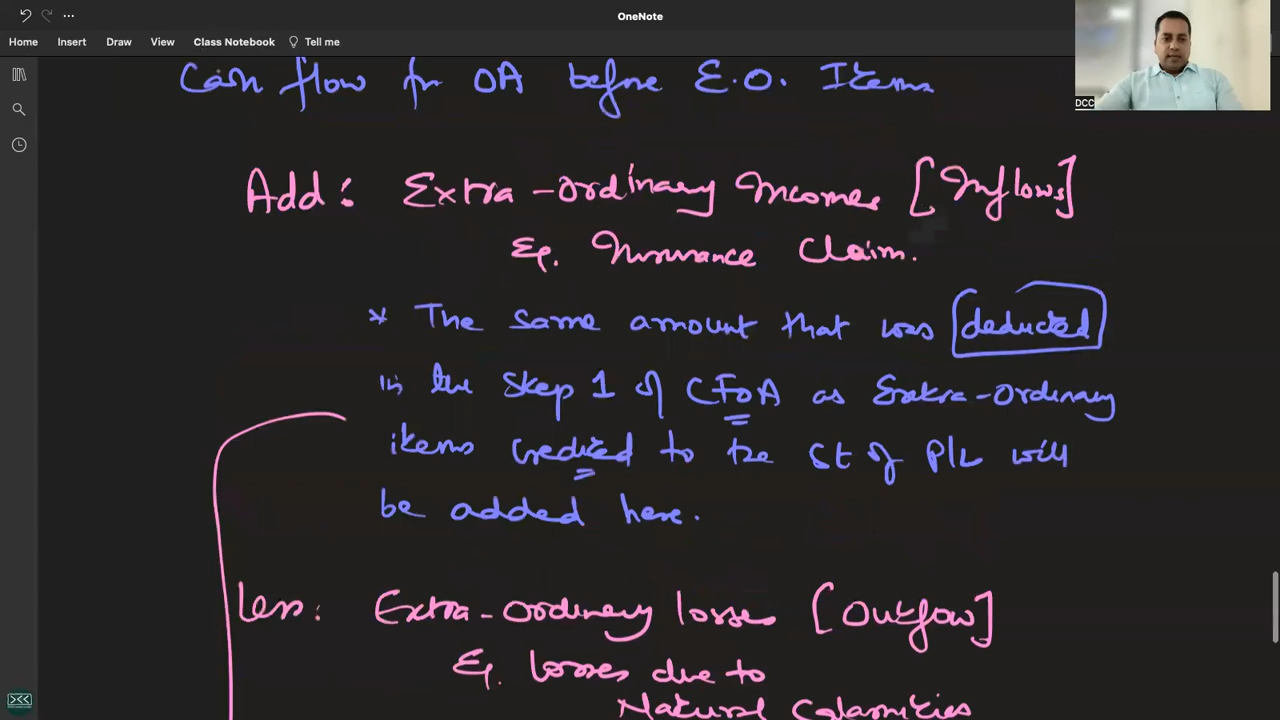 OneNote
Home Insert Draw View Class Notebook Tell me
DCC
Cash flow fr OA before E.O. Items
Add: Extra-ordinary Incomes [Inflows]
Eg. Insurance Claim.
* The same amount that was deducted
in the Step 1 of CFOA as Extra-ordinary
items credited to the St of P/L will
be added here.
Less: Extra-Ordinary losses [Outflow]
Eg. losses due to
Natural Calamities
DCC